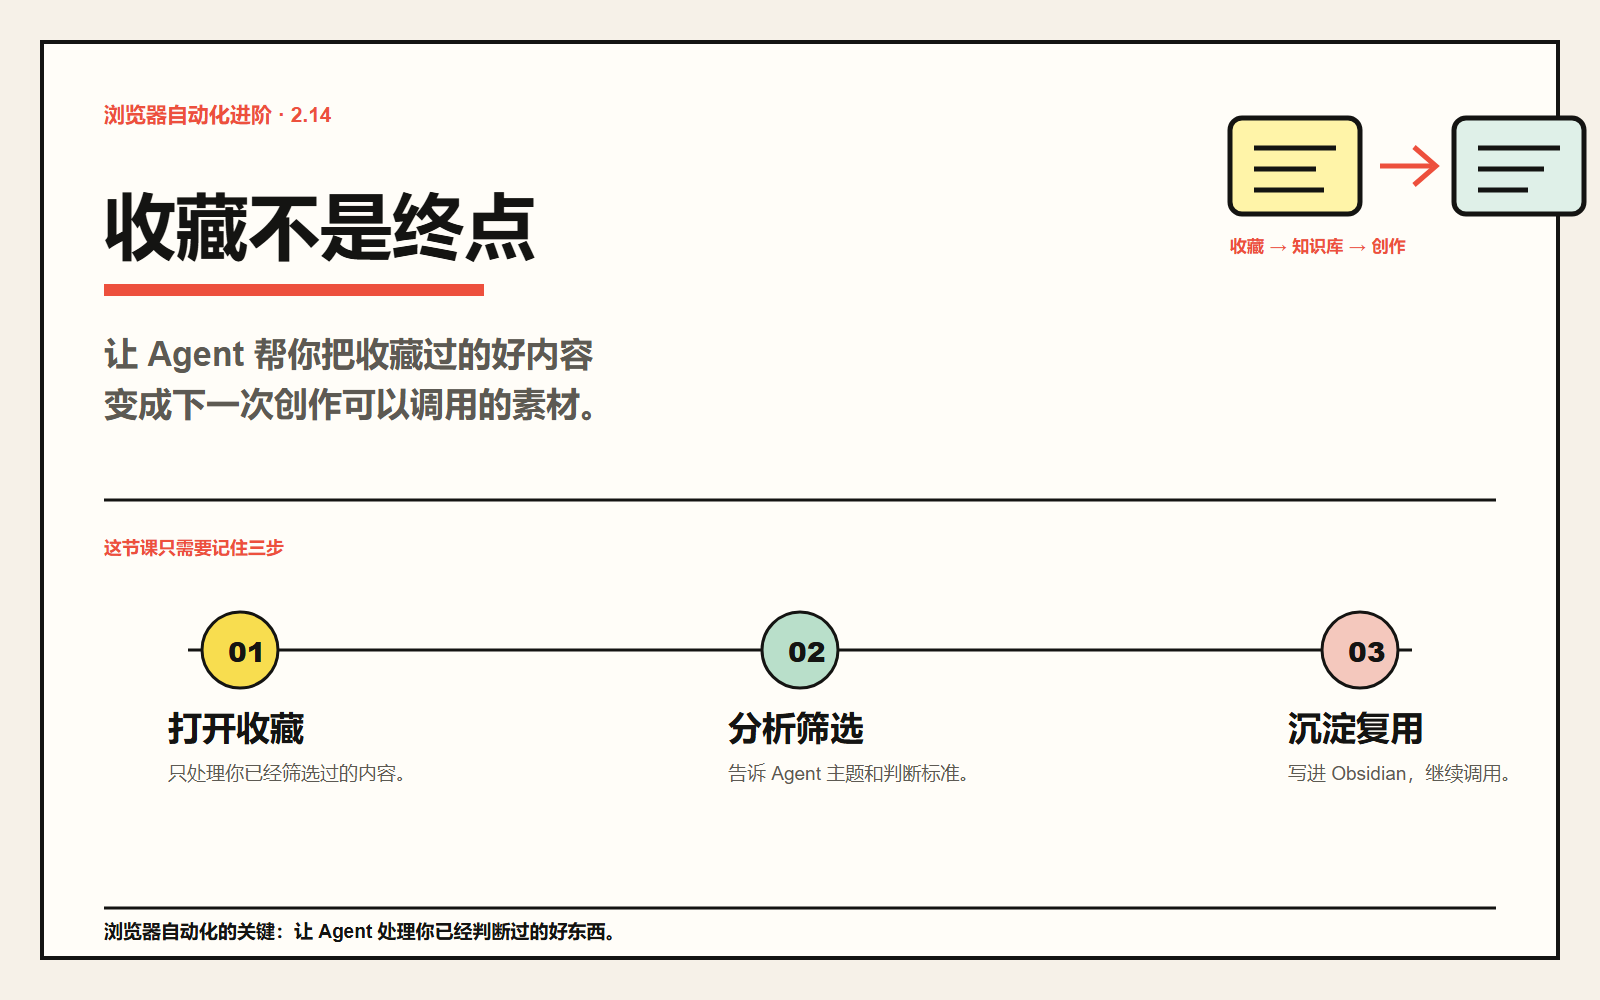 浏览器自动化进阶 · 2.14
收藏不是终点
收藏 → 知识库 → 创作
让 Agent 帮你把收藏过的好内容
变成下一次创作可以调用的素材。
这节课只需要记住三步
01
打开收藏
只处理你已经筛选过的内容。
02
分析筛选
告诉 Agent 主题和判断标准。
03
沉淀复用
写进 Obsidian，继续调用。
浏览器自动化的关键：让 Agent 处理你已经判断过的好东西。